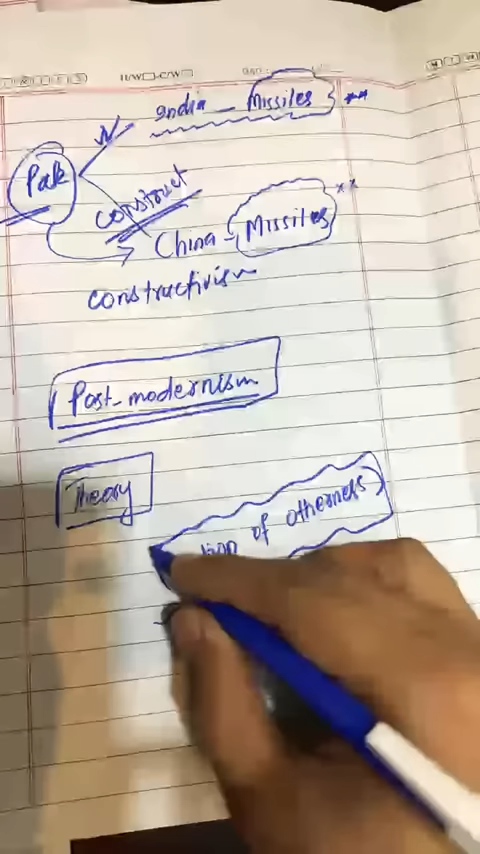 H/W C/W
India - Missiles **
Pak
construct
China - Missiles **
constructivism
Post-modernism
Theory
of otherness